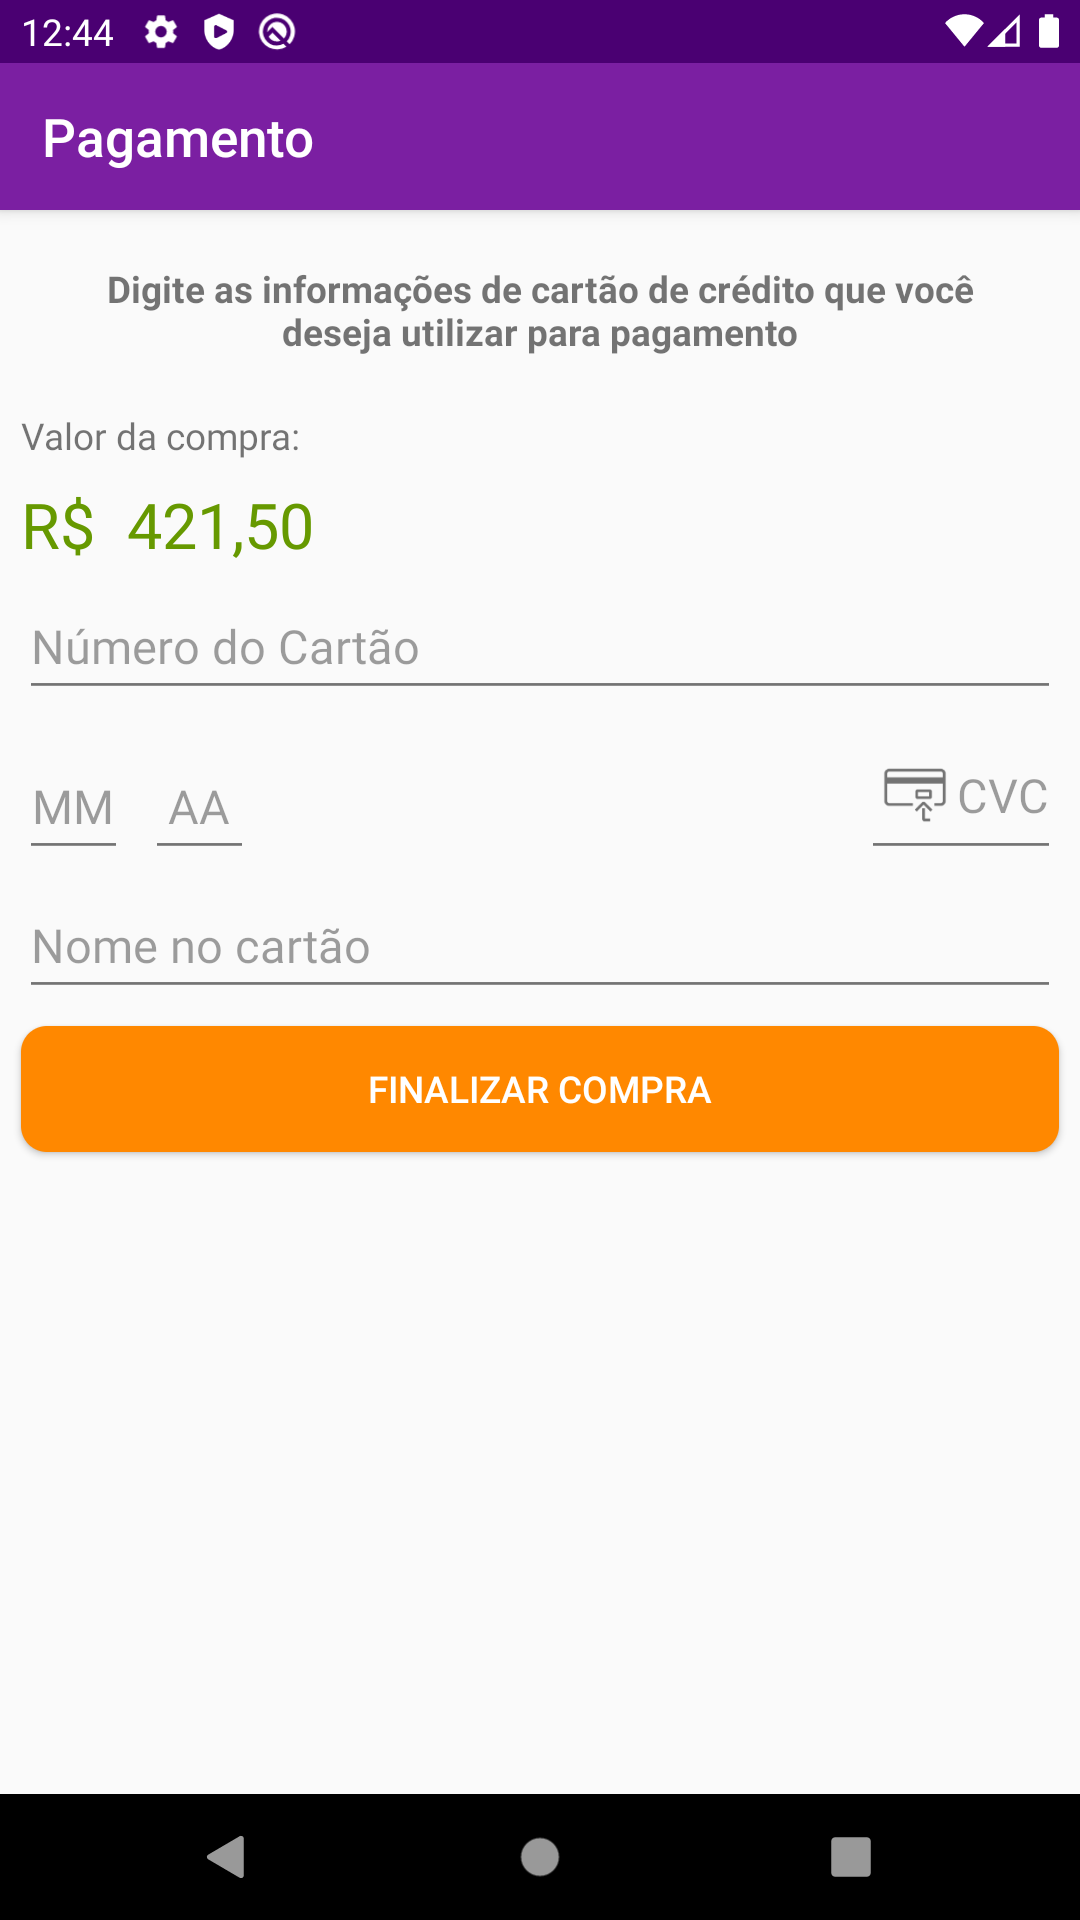 12:44
Pagamento
Digite as informações de cartão de crédito que você
deseja utilizar para pagamento
Valor da compra:
R$ 421,50
Número do Cartão
MM AA CVC
Nome no cartão
FINALIZAR COMPRA